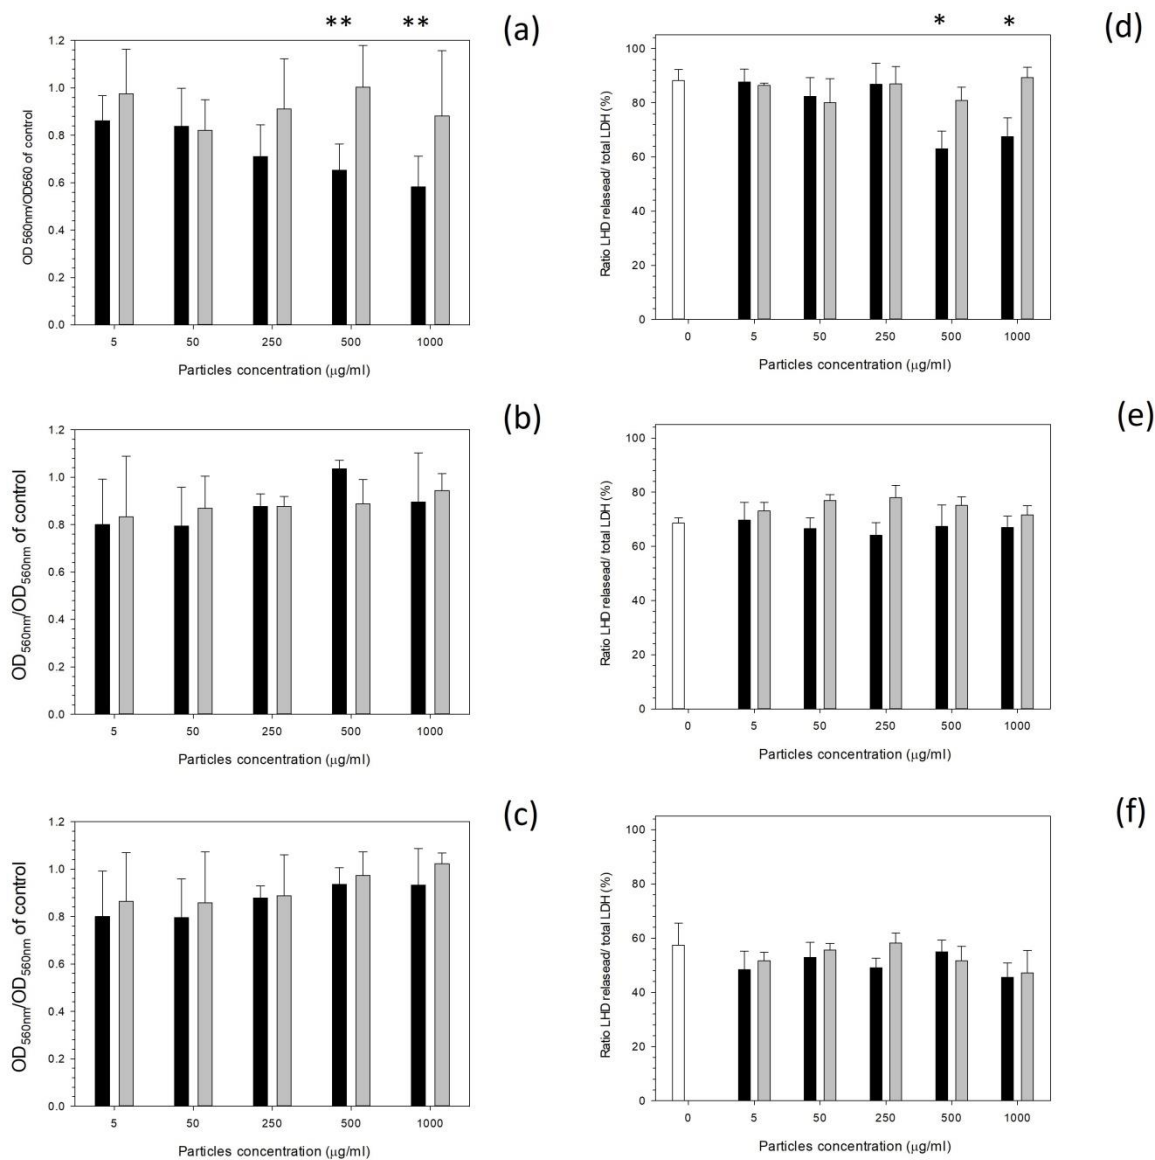 ** **
(a)
1.2
1.0
0.8
0.6
0.4
0.2
0.0
OD 560nm/OD560 of control
5 50 250 500 1000
Particles concentration (μg/ml)
* *
(d)
100
80
60
40
20
0
Ratio LHD relasead/ total LDH (%)
0 5 50 250 500 1000
Particles concentration (μg/ml)
(b)
1.2
1.0
0.8
0.6
0.4
0.2
0.0
OD560nm/OD560nm of control
5 50 250 500 1000
Particles concentration (μg/ml)
(e)
100
80
60
40
20
0
Ratio LHD relasead/ total LDH (%)
0 5 50 250 500 1000
Particles concentration (μg/ml)
(c)
1.2
1.0
0.8
0.6
0.4
0.2
0.0
OD560nm/OD560nm of control
5 50 250 500 1000
Particles concentration (μg/ml)
(f)
100
80
60
40
20
0
Ratio LHD relasead/ total LDH (%)
0 5 50 250 500 1000
Particles concentration (μg/ml)